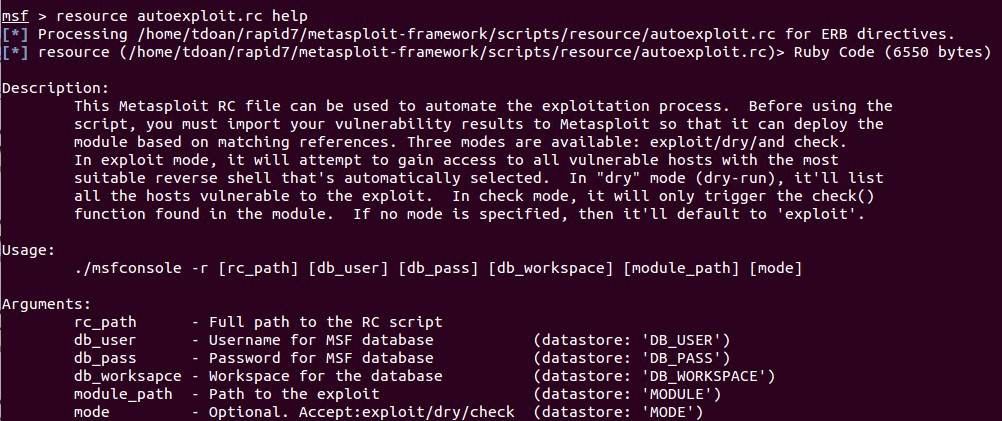 msf > resource autoexploit.rc help
[*] Processing /home/tdoan/rapid7/metasploit-framework/scripts/resource/autoexploit.rc for ERB directives.
[*] resource (/home/tdoan/rapid7/metasploit-framework/scripts/resource/autoexploit.rc)> Ruby Code (6550 bytes)
Description:
This Metasploit RC file can be used to automate the exploitation process.  Before using the
script, you must import your vulnerability results to Metasploit so that it can deploy the
module based on matching references. Three modes are available: exploit/dry/and check.
In exploit mode, it will attempt to gain access to all vulnerable hosts with the most
suitable reverse shell that's automatically selected.  In "dry" mode (dry-run), it'll list
all the hosts vulnerable to the exploit.  In check mode, it will only trigger the check()
function found in the module.  If no mode is specified, then it'll default to 'exploit'.
Usage:
./msfconsole -r [rc_path] [db_user] [db_pass] [db_workspace] [module_path] [mode]
Arguments:
rc_path      - Full path to the RC script
db_user      - Username for MSF database           (datastore: 'DB_USER')
db_pass      - Password for MSF database           (datastore: 'DB_PASS')
db_worksapce - Workspace for the database          (datastore: 'DB_WORKSPACE')
module_path  - Path to the exploit                 (datastore: 'MODULE')
mode         - Optional. Accept:exploit/dry/check  (datastore: 'MODE')